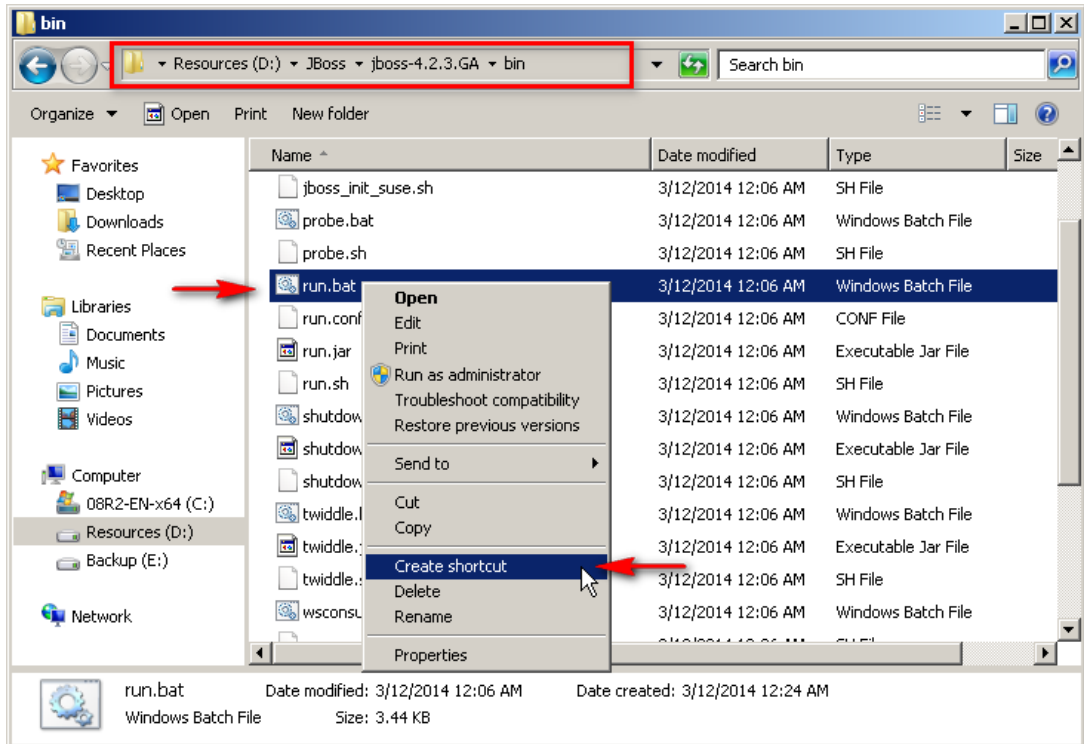 bin
Resources (D:) JBoss jboss-4.2.3.GA bin
Search bin
Organize Open Print New folder
Name Date modified Type Size
Favorites
Desktop
Downloads
Recent Places
Libraries
Documents
Music
Pictures
Videos
Computer
08R2-EN-x64 (C:)
Resources (D:)
Backup (E:)
Network
jboss_init_suse.sh 3/12/2014 12:06 AM SH File
probe.bat 3/12/2014 12:06 AM Windows Batch File
probe.sh 3/12/2014 12:06 AM SH File
run.bat 3/12/2014 12:06 AM Windows Batch File
run.conf 3/12/2014 12:06 AM CONF File
run.jar 3/12/2014 12:06 AM Executable Jar File
run.sh 3/12/2014 12:06 AM SH File
shutdow 3/12/2014 12:06 AM Windows Batch File
shutdow 3/12/2014 12:06 AM Executable Jar File
shutdow 3/12/2014 12:06 AM SH File
twiddle.l 3/12/2014 12:06 AM Windows Batch File
twiddle. 3/12/2014 12:06 AM Executable Jar File
twiddle. 3/12/2014 12:06 AM SH File
wsconsu 3/12/2014 12:06 AM Windows Batch File
Open
Edit
Print
Run as administrator
Troubleshoot compatibility
Restore previous versions
Send to
Cut
Copy
Create shortcut
Delete
Rename
Properties
run.bat Date modified: 3/12/2014 12:06 AM Date created: 3/12/2014 12:24 AM
Windows Batch File Size: 3.44 KB